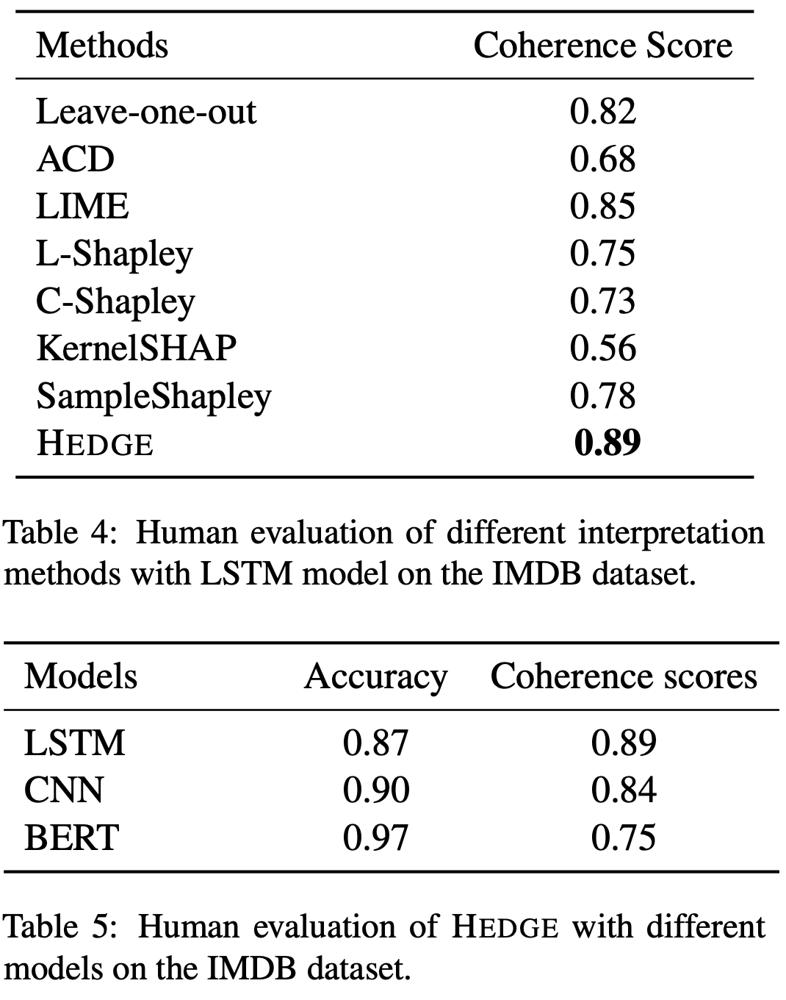 Methods Coherence Score
Leave-one-out 0.82
ACD 0.68
LIME 0.85
L-Shapley 0.75
C-Shapley 0.73
KernelSHAP 0.56
SampleShapley 0.78
HEDGE 0.89
Table 4: Human evaluation of different interpretation
methods with LSTM model on the IMDB dataset.
Models Accuracy Coherence scores
LSTM 0.87 0.89
CNN 0.90 0.84
BERT 0.97 0.75
Table 5: Human evaluation of HEDGE with different
models on the IMDB dataset.